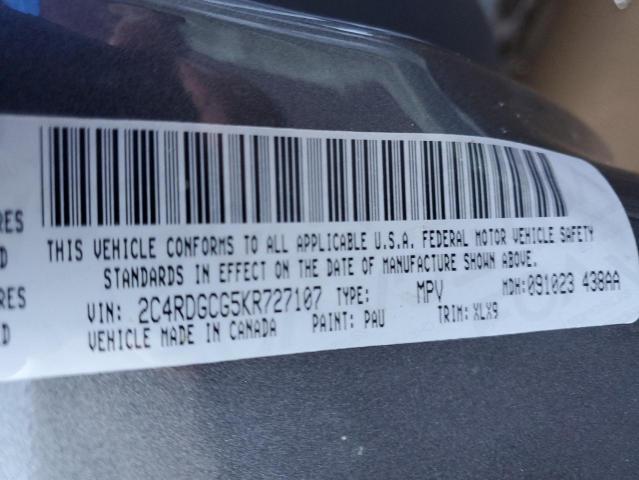 THIS VEHICLE CONFORMS TO ALL APPLICABLE U.S.A. FEDERAL MOTOR VEHICLE SAFETY
STANDARDS IN EFFECT ON THE DATE OF MANUFACTURE SHOWN ABOVE.
VIN: 2C4RDGCG5KR727107 TYPE: MPV MDH: 091023 438AA
VEHICLE MADE IN CANADA PAINT: PAU TRIM: XLX9